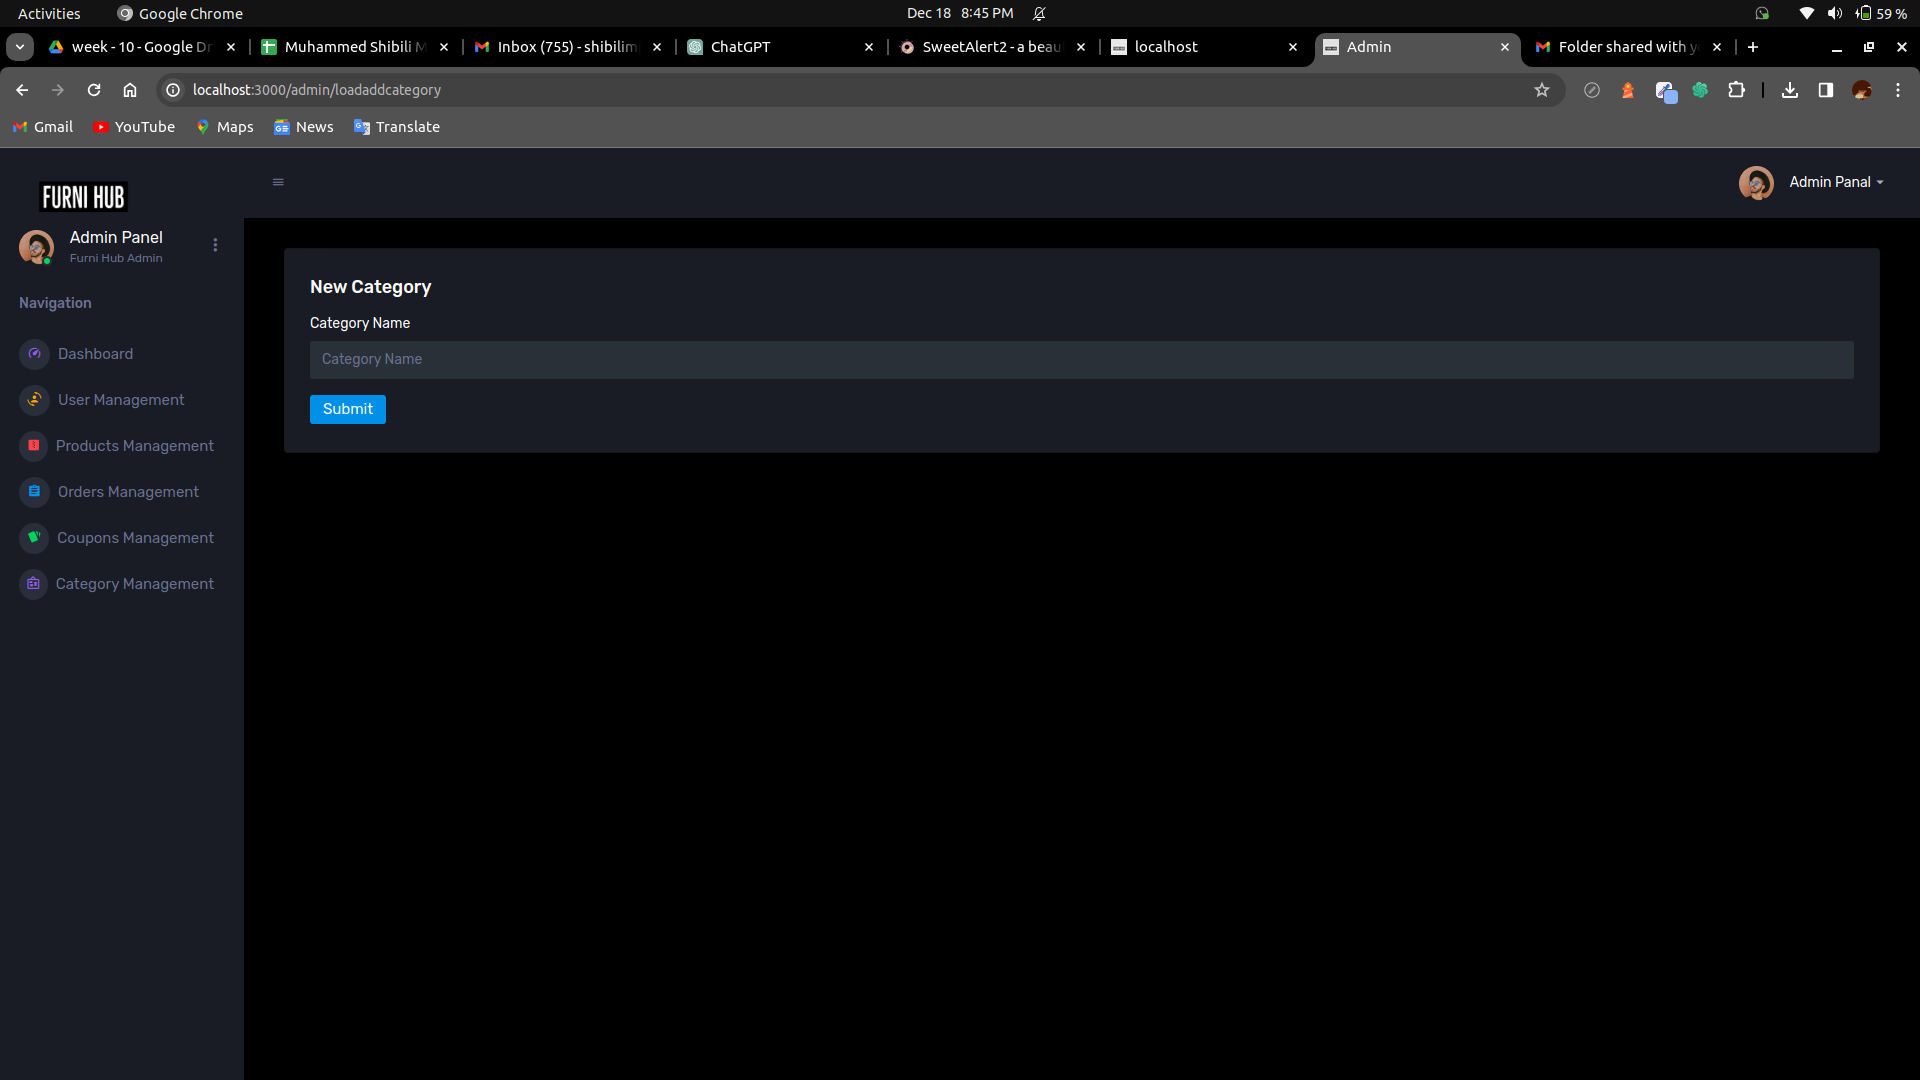 Activities Google Chrome Dec 18 8:45 PM 59 %
week - 10 - Google Dr Muhammed Shibili M Inbox (755) - shibilim ChatGPT SweetAlert2 - a beau localhost Admin Folder shared with y
localhost:3000/admin/loadaddcategory
Gmail YouTube Maps News Translate
FURNI HUB
Admin Panal
Admin Panel
Furni Hub Admin
Navigation
Dashboard
User Management
Products Management
Orders Management
Coupons Management
Category Management
New Category
Category Name
Category Name
Submit